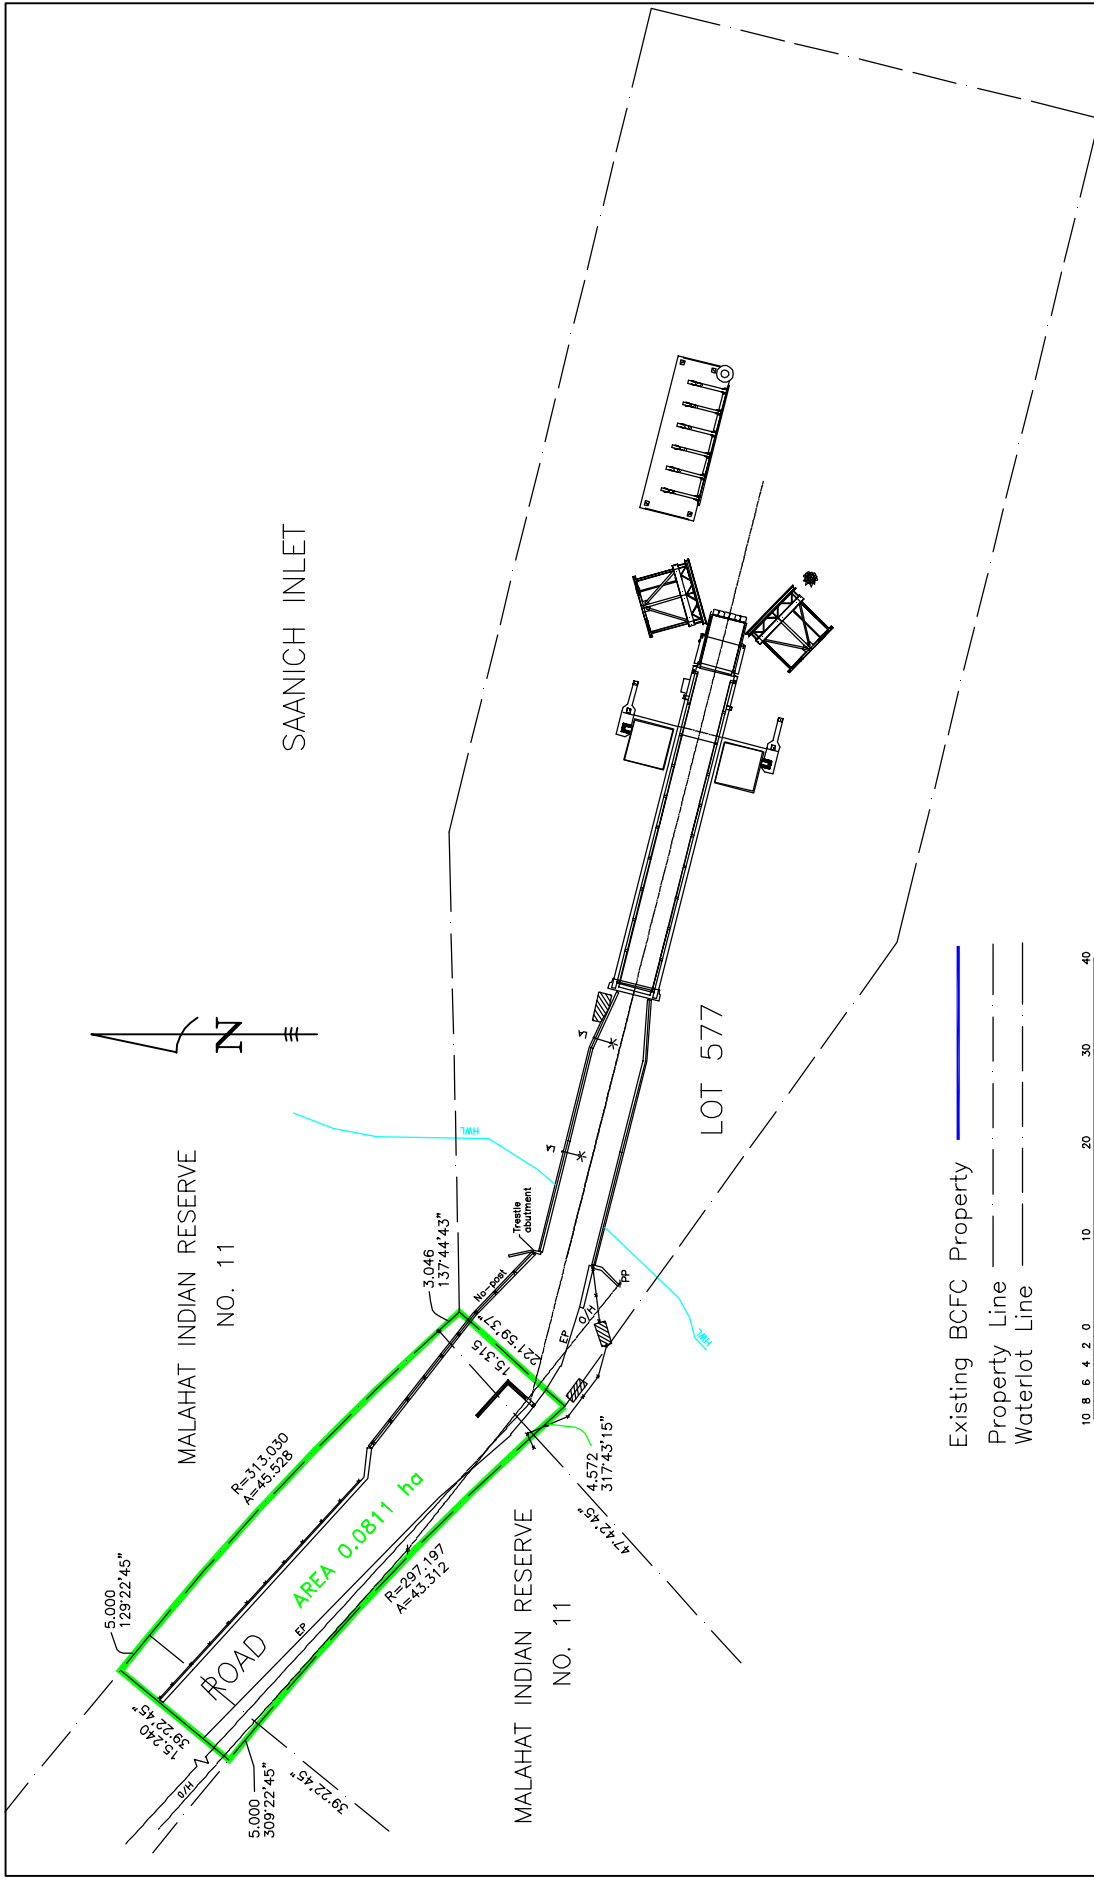 SAANICH INLET
N
MALAHAT INDIAN RESERVE
NO. 11
HWL
LOT 577
3.046
137°44'43"
Trestle
abutment
No-post
221°59'37"
15.315
EP
O/H
PP
HWL
R=313.030
A=45.528
5.000
129°22'45"
AREA 0.0811 ha
ROAD
EP
R=297.197
A=43.312
4.572
317°43'15"
47°42'45"
15.240
39°22'45"
O/H
5.000
309°22'45"
39°22'45"
MALAHAT INDIAN RESERVE
NO. 11
Existing BCFC Property
Property Line
Waterlot Line
10 8 6 4 2 0 10 20 30 40